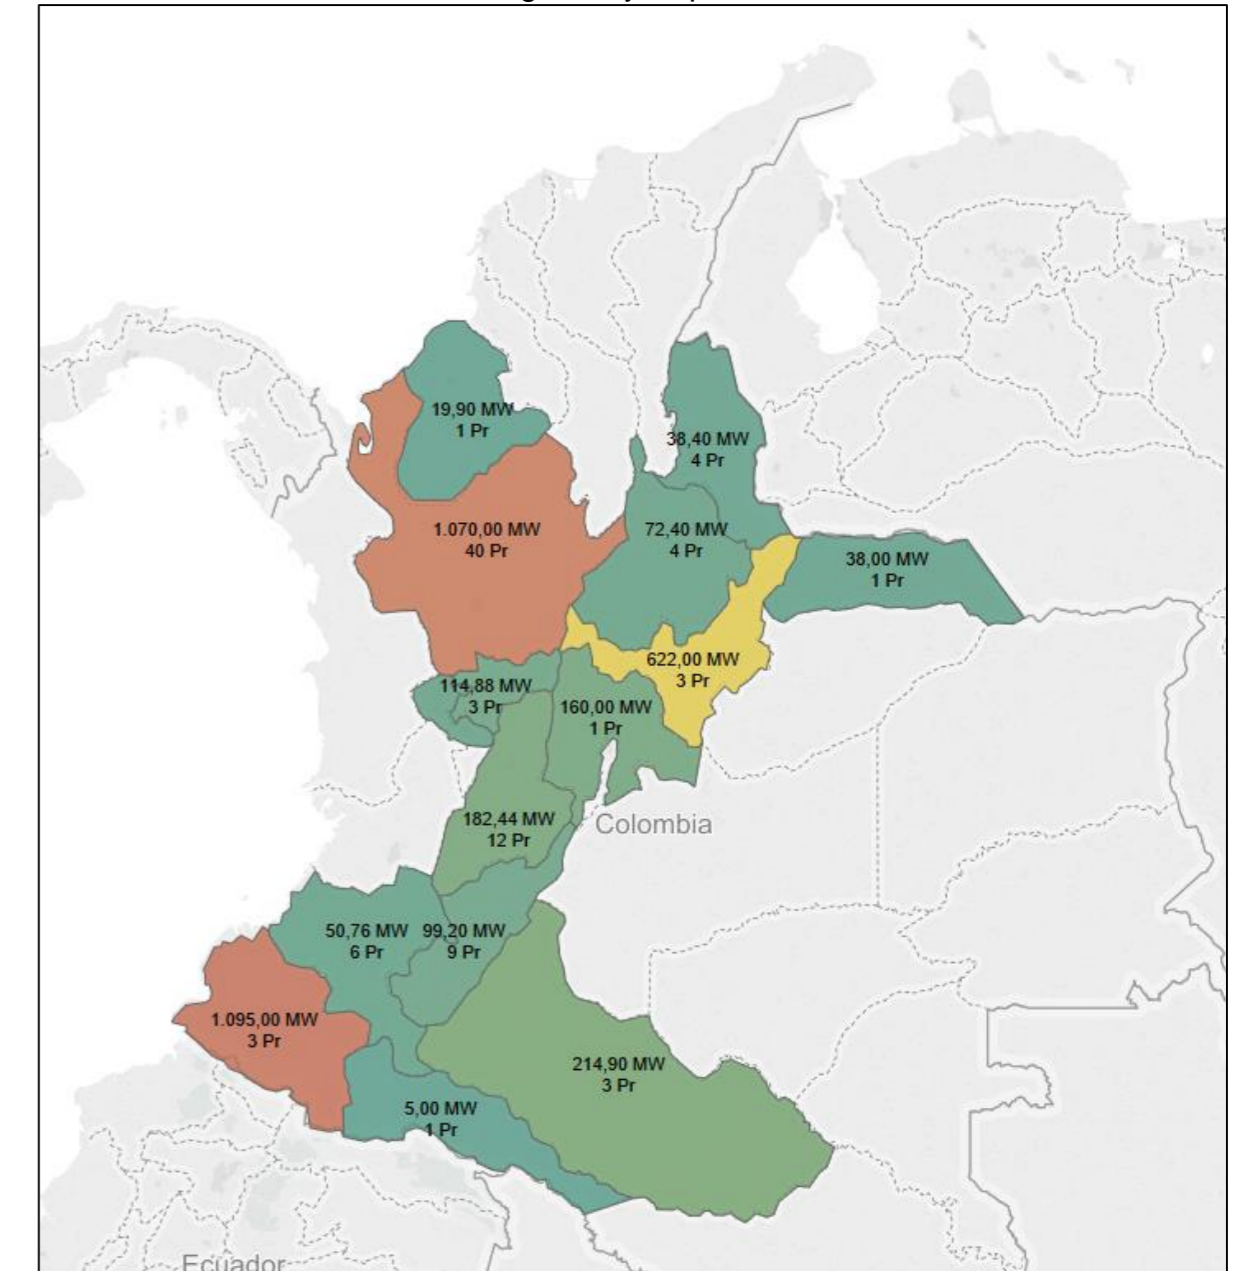 19,90 MW
1 Pr
38,40 MW
4 Pr
1.070,00 MW
40 Pr
72,40 MW
4 Pr
38,00 MW
1 Pr
622,00 MW
3 Pr
114,88 MW
3 Pr
160,00 MW
1 Pr
182,44 MW
12 Pr
Colombia
50,76 MW
6 Pr
99,20 MW
9 Pr
1.095,00 MW
3 Pr
214,90 MW
3 Pr
5,00 MW
1 Pr
Ecuador